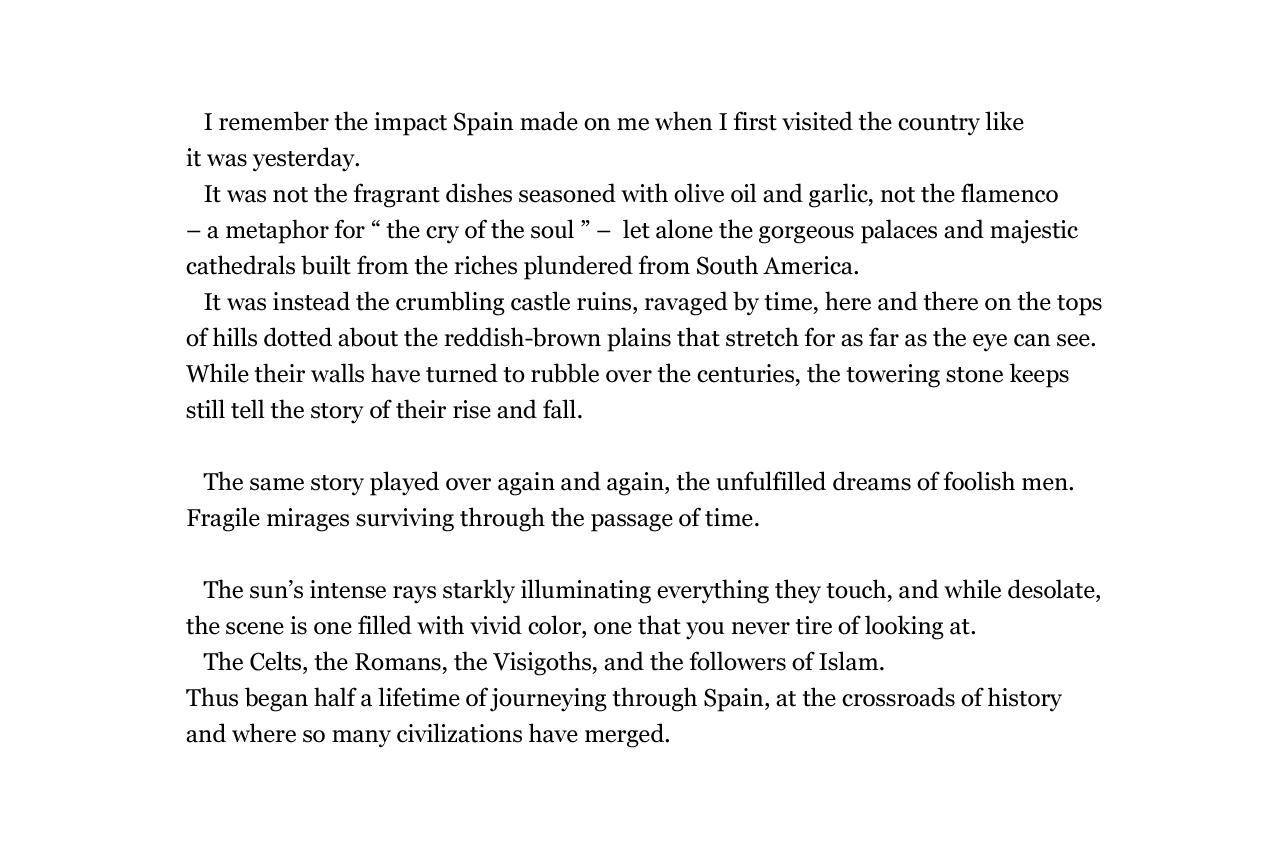 I remember the impact Spain made on me when I first visited the country like
it was yesterday.
It was not the fragrant dishes seasoned with olive oil and garlic, not the flamenco
– a metaphor for “ the cry of the soul ” –  let alone the gorgeous palaces and majestic
cathedrals built from the riches plundered from South America.
It was instead the crumbling castle ruins, ravaged by time, here and there on the tops
of hills dotted about the reddish-brown plains that stretch for as far as the eye can see.
While their walls have turned to rubble over the centuries, the towering stone keeps
still tell the story of their rise and fall.
The same story played over again and again, the unfulfilled dreams of foolish men.
Fragile mirages surviving through the passage of time.
The sun’s intense rays starkly illuminating everything they touch, and while desolate,
the scene is one filled with vivid color, one that you never tire of looking at.
The Celts, the Romans, the Visigoths, and the followers of Islam.
Thus began half a lifetime of journeying through Spain, at the crossroads of history
and where so many civilizations have merged.